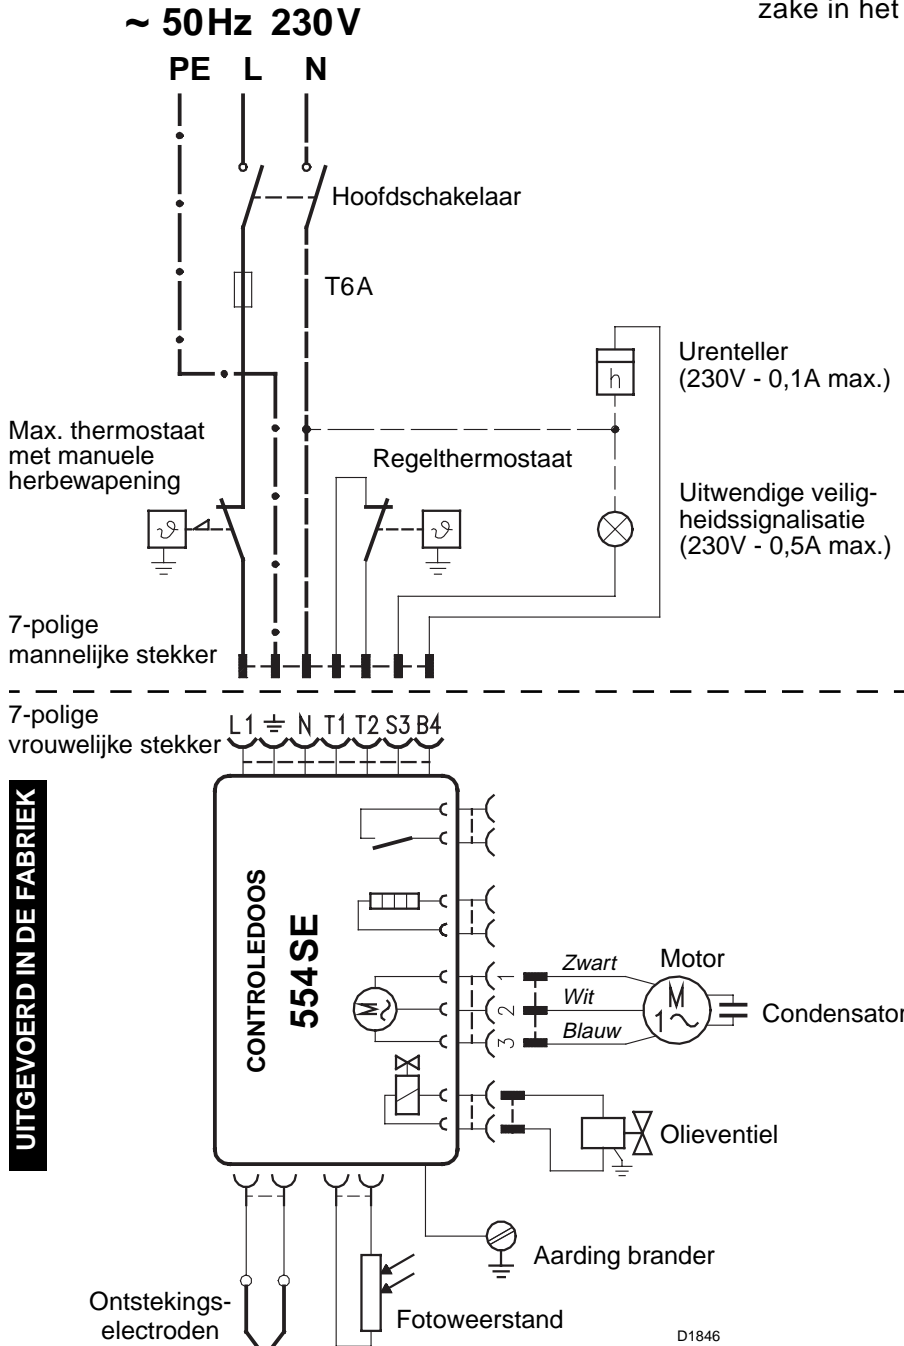 zake in het
~ 50Hz 230V
PE L N
Hoofdschakelaar
T6A
Urenteller
(230V - 0,1A max.)
h
Max. thermostaat
met manuele
herbewapening
Regelthermostaat
Uitwendige veilig-
heidssignalisatie
(230V - 0,5A max.)
ϑ
ϑ
7-polige
mannelijke stekker
7-polige
vrouwelijke stekker
L1 N T1 T2 S3 B4
UITGEVOERD IN DE FABRIEK
CONTROLEDOOS
554SE
M~
1 Zwart
2 Wit
3 Blauw
Motor
M
1~
Condensator
Olieventiel
Aarding brander
Ontstekings-
electroden
Fotoweerstand
D1846